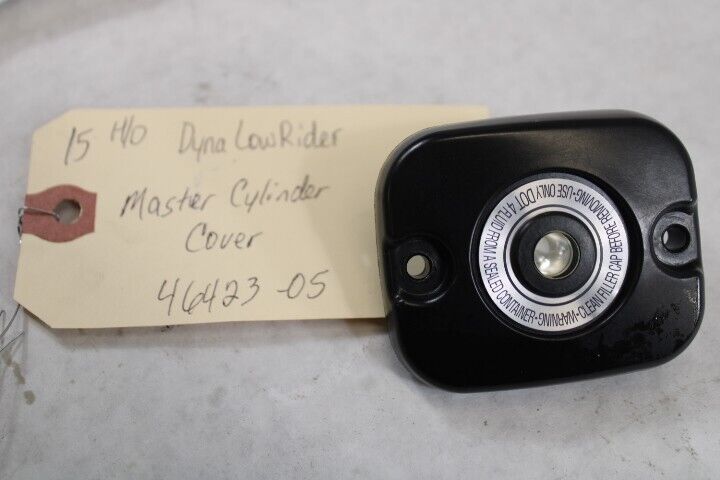 15 H/D Dyna LowRider
Master Cylinder
Cover
46423-05
WARNING•CLEAN FILLER CAP BEFORE REMOVING•USE ONLY DOT 4 FLUID FROM A SEALED CONTAINER•